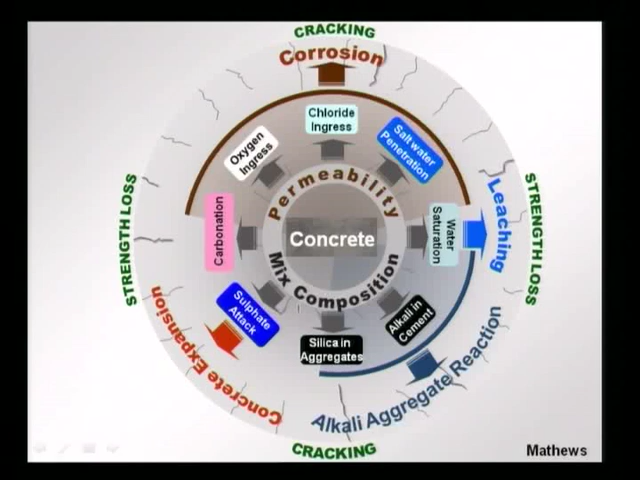 CRACKING
Corrosion
Chloride
Ingress
Oxygen
Ingress
Salt water
Penetration
Permeability
STRENGTH LOSS
Carbonation
Concrete
Water
Saturation
Leaching
STRENGTH LOSS
Mix Composition
Sulphate
Attack
Silica in
Aggregates
Alkali in
Cement
Concrete Expansion
Alkali Aggregate Reaction
CRACKING
Mathews